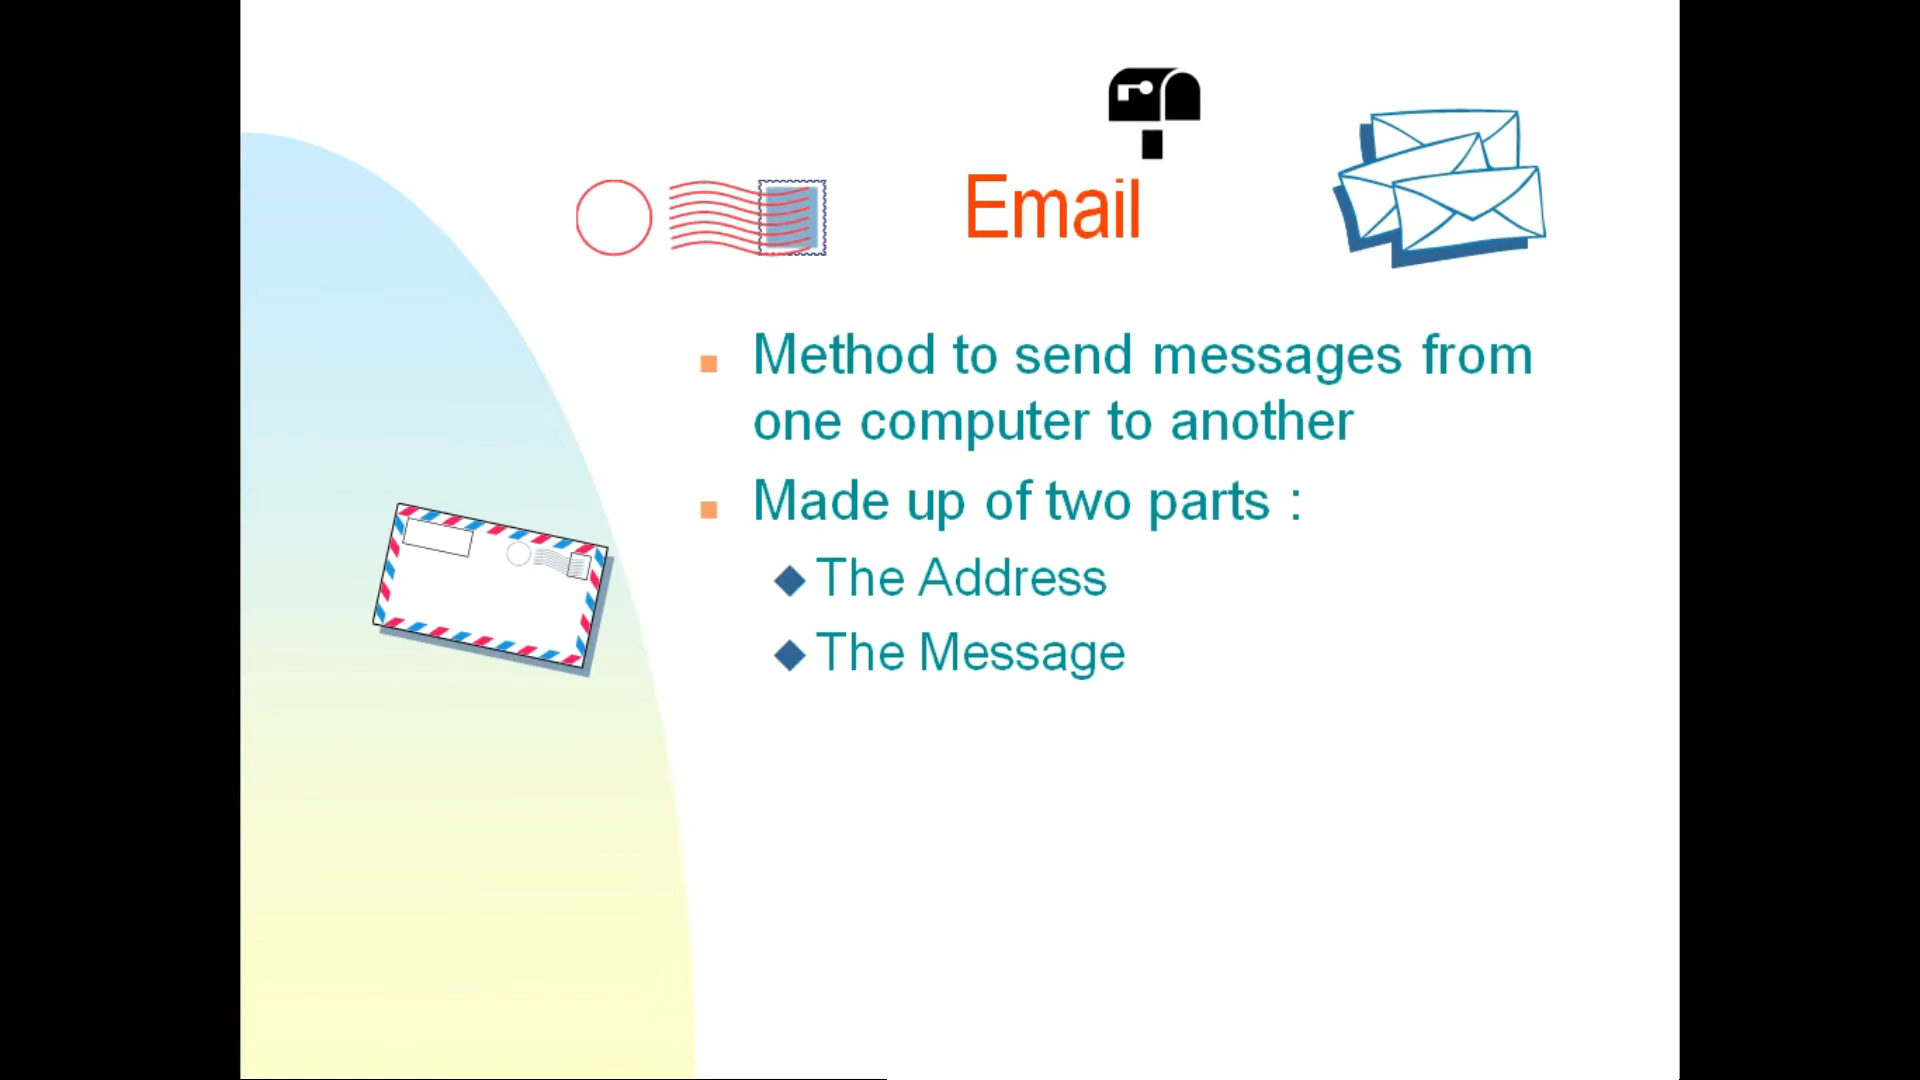 Email
Method to send messages from
one computer to another
Made up of two parts :
The Address
The Message